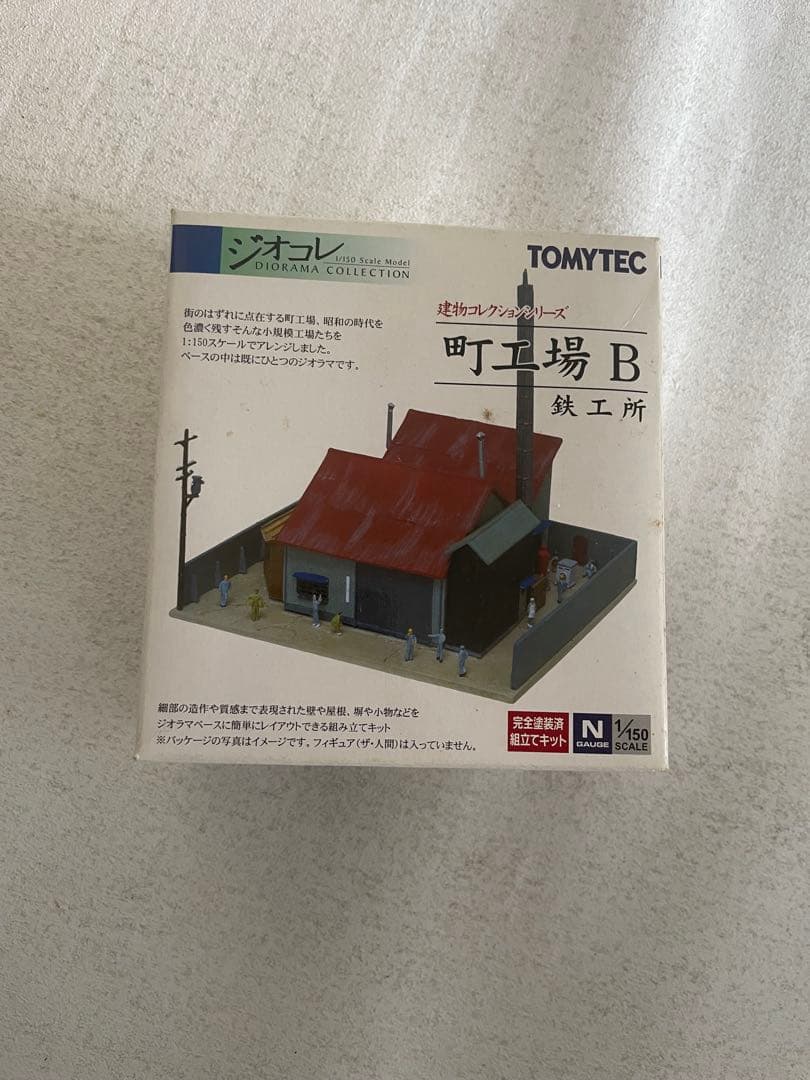 ジオコレ
1/150 Scale Model
DIORAMA COLLECTION
TOMYTEC
街のはずれに点在する町工場、昭和の時代を
色濃く残すそんな小規模工場たちを
1:150スケールでアレンジしました。
ベースの中は既にひとつのジオラマです。
建物コレクションシリーズ
町工場 B
鉄工所
細部の造作や質感まで表現された壁や屋根、塀や小物などを
ジオラマベースに簡単にレイアウトできる組み立てキット
※パッケージの写真はイメージです。フィギュア(ザ・人間)は入っていません。
完全塗装済
組立てキット
N
GAUGE
1/150
SCALE